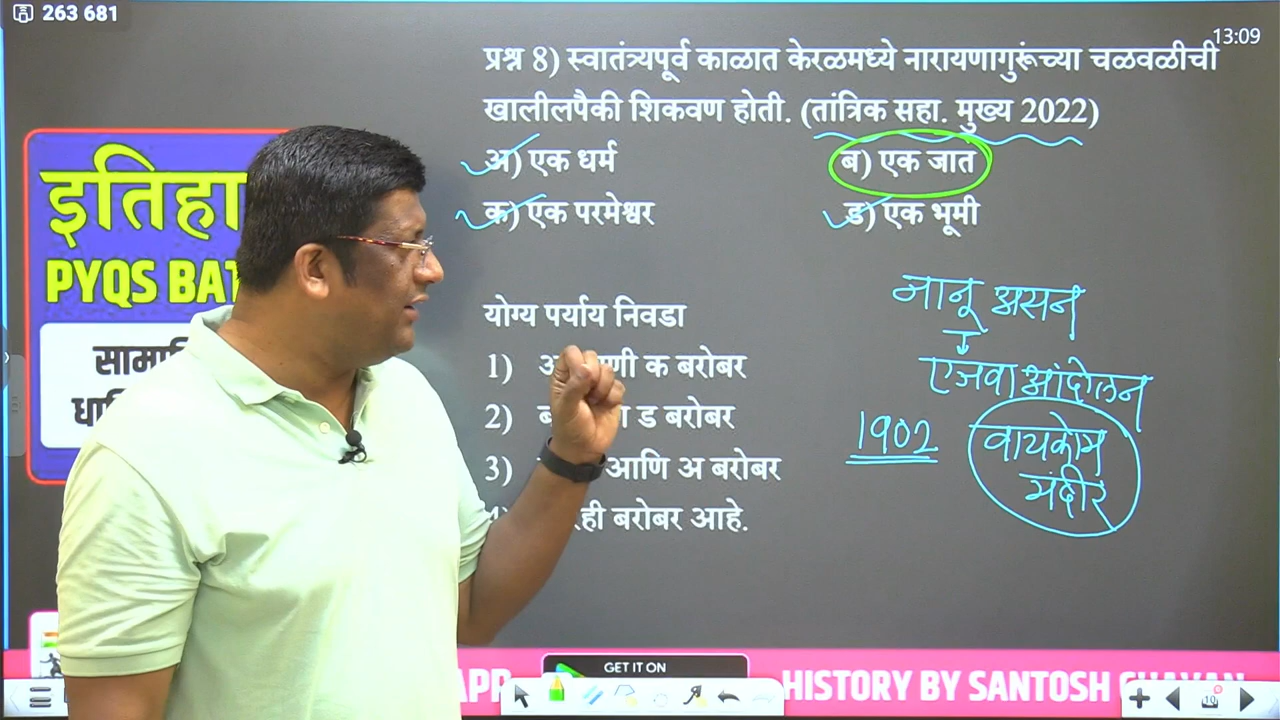 263 681
13:09
प्रश्न 8) स्वातंत्र्यपूर्व काळात केरळमध्ये नारायणागुरूंच्या चळवळीची
खालीलपैकी शिकवण होती. (तांत्रिक सहा. मुख्य 2022)
अ) एक धर्म ब) एक जात
क) एक परमेश्वर ड) एक भूमी
योग्य पर्याय निवडा
1) क बरोबर
2) ड बरोबर
3) आणि अ बरोबर
बरोबर आहे.
जानू असन
एजवा आंदोलन
1902
वायकोम
मंदीर
PYQS
GET IT ON
HISTORY BY SANTOSH